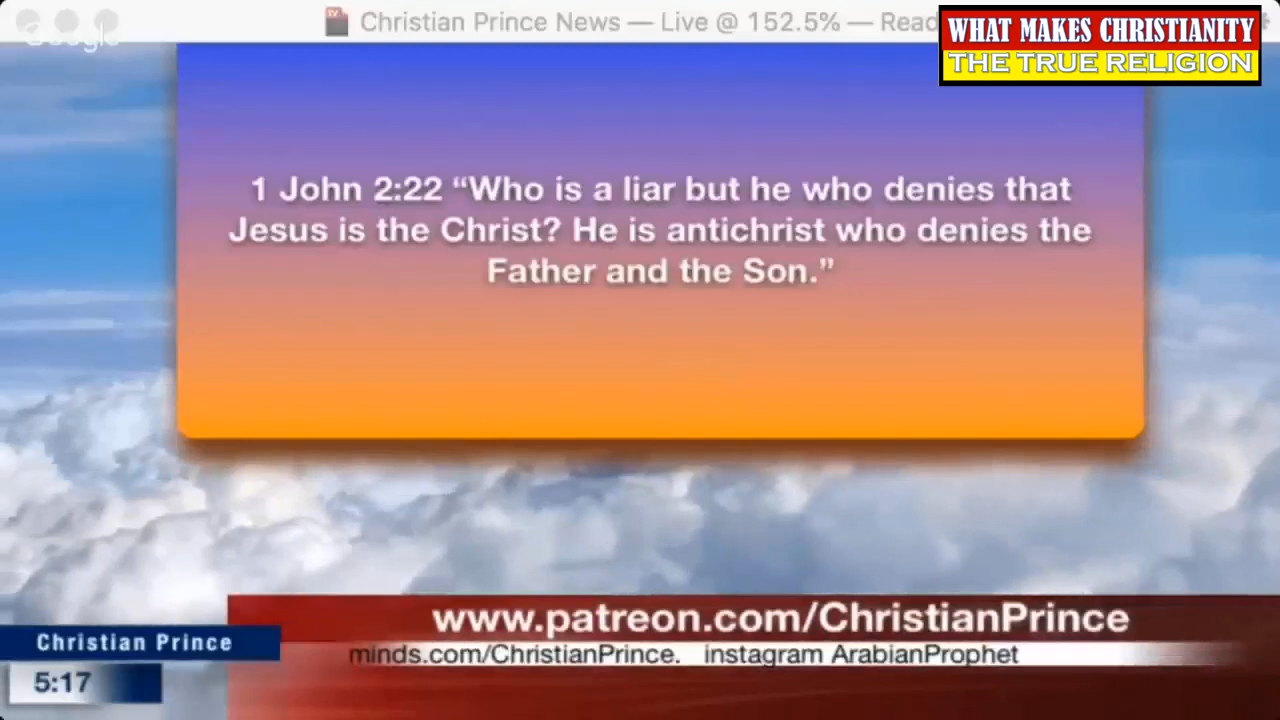 Christian Prince News — Live @ 152.5% — Read
Google
WHAT MAKES CHRISTIANITY
THE TRUE RELIGION
1 John 2:22 “Who is a liar but he who denies that
Jesus is the Christ? He is antichrist who denies the
Father and the Son.”
www.patreon.com/ChristianPrince
Christian Prince
minds.com/ChristianPrince. instagram ArabianProphet
5:17